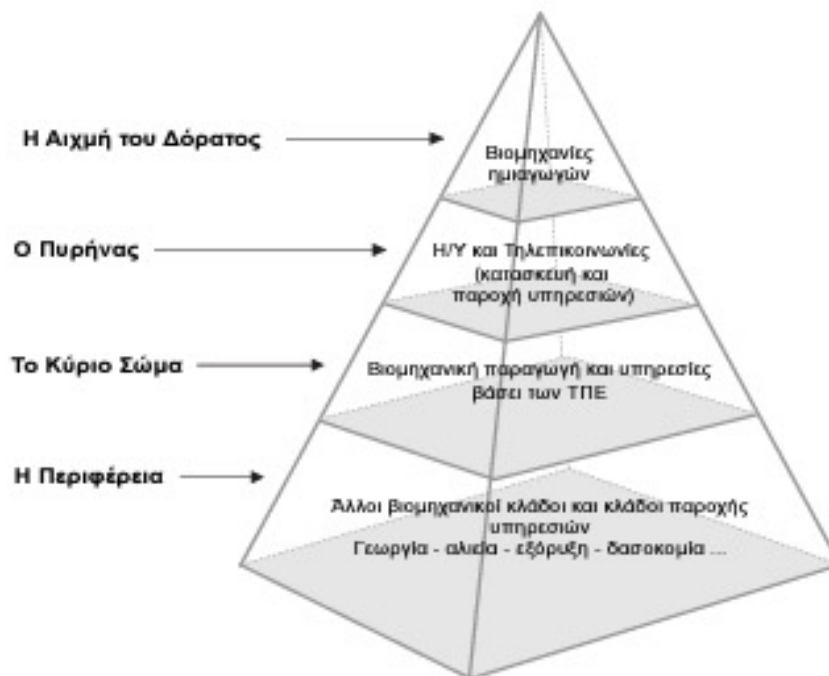 Η Αιχμή του Δόρατος
Βιομηχανίες
ημιαγωγών
Ο Πυρήνας
Η/Υ και Τηλεπικοινωνίες
(κατασκευή και
παροχή υπηρεσιών)
Το Κύριο Σώμα
Βιομηχανική παραγωγή και υπηρεσίες
βάσει των ΤΠΕ
Η Περιφέρεια
Άλλοι βιομηχανικοί κλάδοι και κλάδοι παροχής
υπηρεσιών
Γεωργία - αλιεία - εξόρυξη - δασοκομία ...